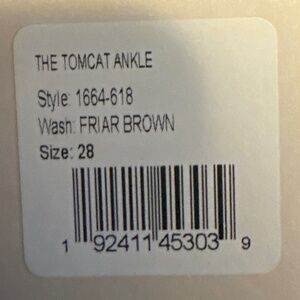 THE TOMCAT ANKLE
Style: 1664-618
Wash: FRIAR BROWN
Size: 28
1 92411 45303 9